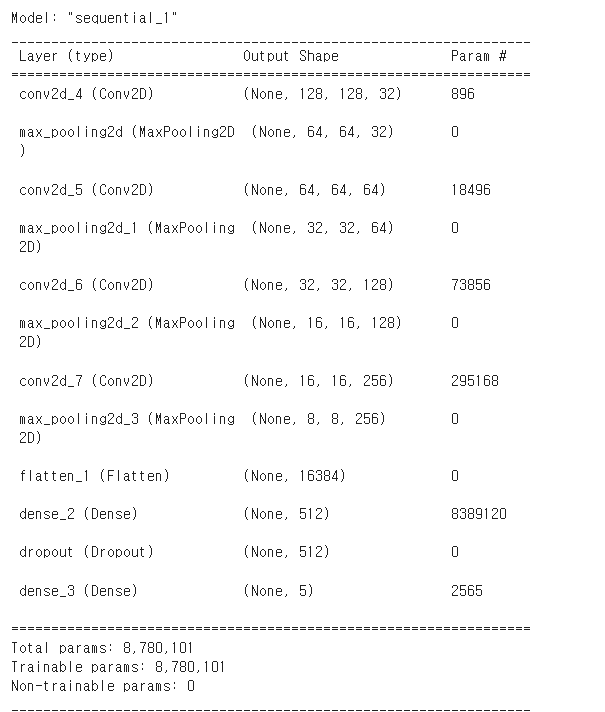 Model: "sequential_1"
_________________________________________________________________
Layer (type) Output Shape Param #
=================================================================
conv2d_4 (Conv2D) (None, 128, 128, 32) 896
max_pooling2d (MaxPooling2D (None, 64, 64, 32) 0
)
conv2d_5 (Conv2D) (None, 64, 64, 64) 18496
max_pooling2d_1 (MaxPooling (None, 32, 32, 64) 0
2D)
conv2d_6 (Conv2D) (None, 32, 32, 128) 73856
max_pooling2d_2 (MaxPooling (None, 16, 16, 128) 0
2D)
conv2d_7 (Conv2D) (None, 16, 16, 256) 295168
max_pooling2d_3 (MaxPooling (None, 8, 8, 256) 0
2D)
flatten_1 (Flatten) (None, 16384) 0
dense_2 (Dense) (None, 512) 8389120
dropout (Dropout) (None, 512) 0
dense_3 (Dense) (None, 5) 2565
=================================================================
Total params: 8,780,101
Trainable params: 8,780,101
Non-trainable params: 0
_________________________________________________________________